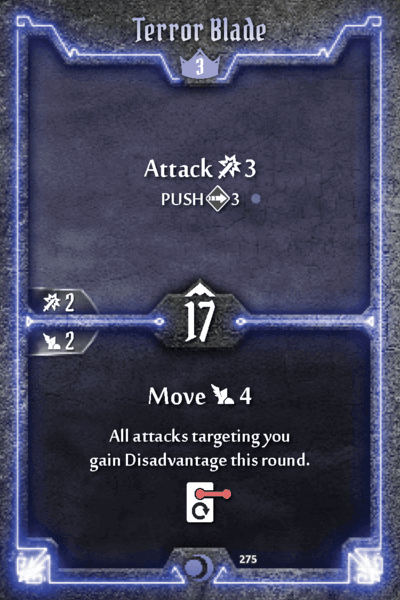 Terror Blade
3
Attack 3
PUSH 3
2
17
2
Move 4
All attacks targeting you
gain Disadvantage this round.
275